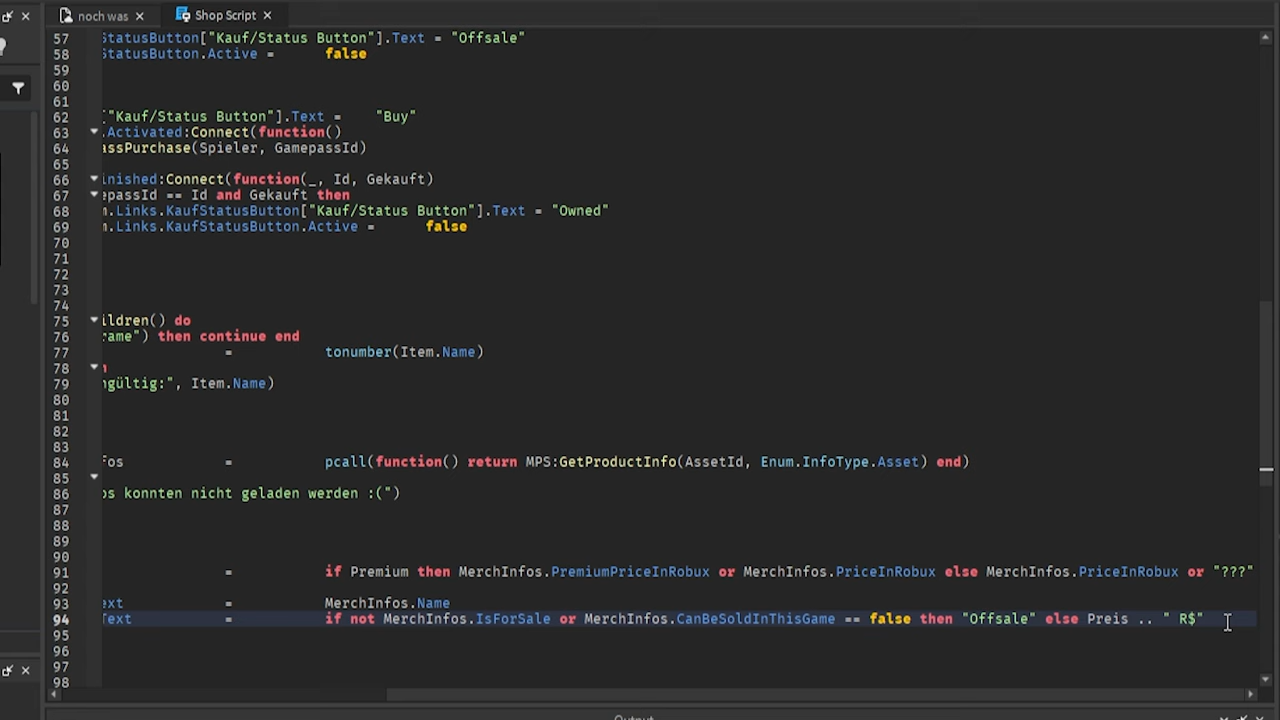 noch was
Shop Script
57 StatusButton["Kauf/Status Button"].Text = "Offsale"
58 StatusButton.Active = false
59
60
61
62 ["Kauf/Status Button"].Text = "Buy"
63 .Activated:Connect(function()
64 assPurchase(Spieler, GamepassId)
65
66 inished:Connect(function(_, Id, Gekauft)
67 epassId == Id and Gekauft then
68 m.Links.KaufStatusButton["Kauf/Status Button"].Text = "Owned"
69 m.Links.KaufStatusButton.Active = false
70
71
72
73
74
75 ildren() do
76 rame") then continue end
77 = tonumber(Item.Name)
78 n
79 ngültig:", Item.Name)
80
81
82
83
84 fos = pcall(function() return MPS:GetProductInfo(AssetId, Enum.InfoType.Asset) end)
85
86 os konnten nicht geladen werden :(")
87
88
89
90
91 = if Premium then MerchInfos.PremiumPriceInRobux or MerchInfos.PriceInRobux else MerchInfos.PriceInRobux or "???"
92
93 ext = MerchInfos.Name
94 Text = if not MerchInfos.IsForSale or MerchInfos.CanBeSoldInThisGame == false then "Offsale" else Preis .. " R$"
95
96
97
98
Output